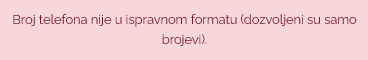 Broj telefona nije u ispravnom formatu (dozvoljeni su samo
brojevi).